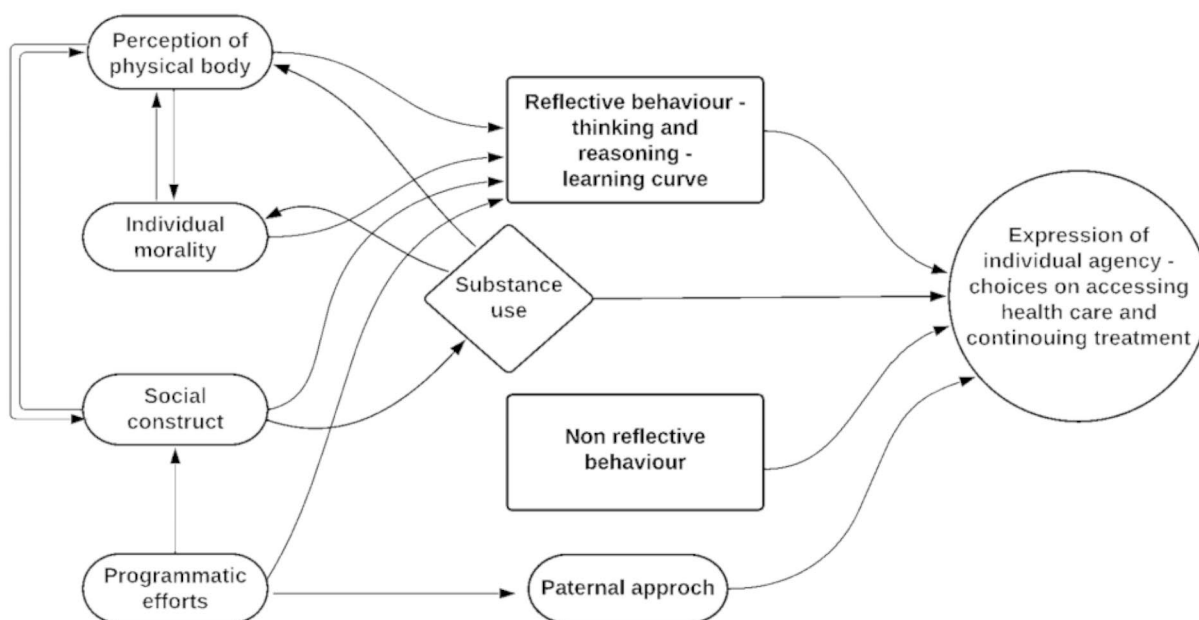 Perception of
physical body
Reflective behaviour -
thinking and
reasoning -
learning curve
Individual
morality
Substance
use
Expression of
individual agency -
choices on accessing
health care and
continouing treatment
Social
construct
Non reflective
behaviour
Programmatic
efforts
Paternal approch